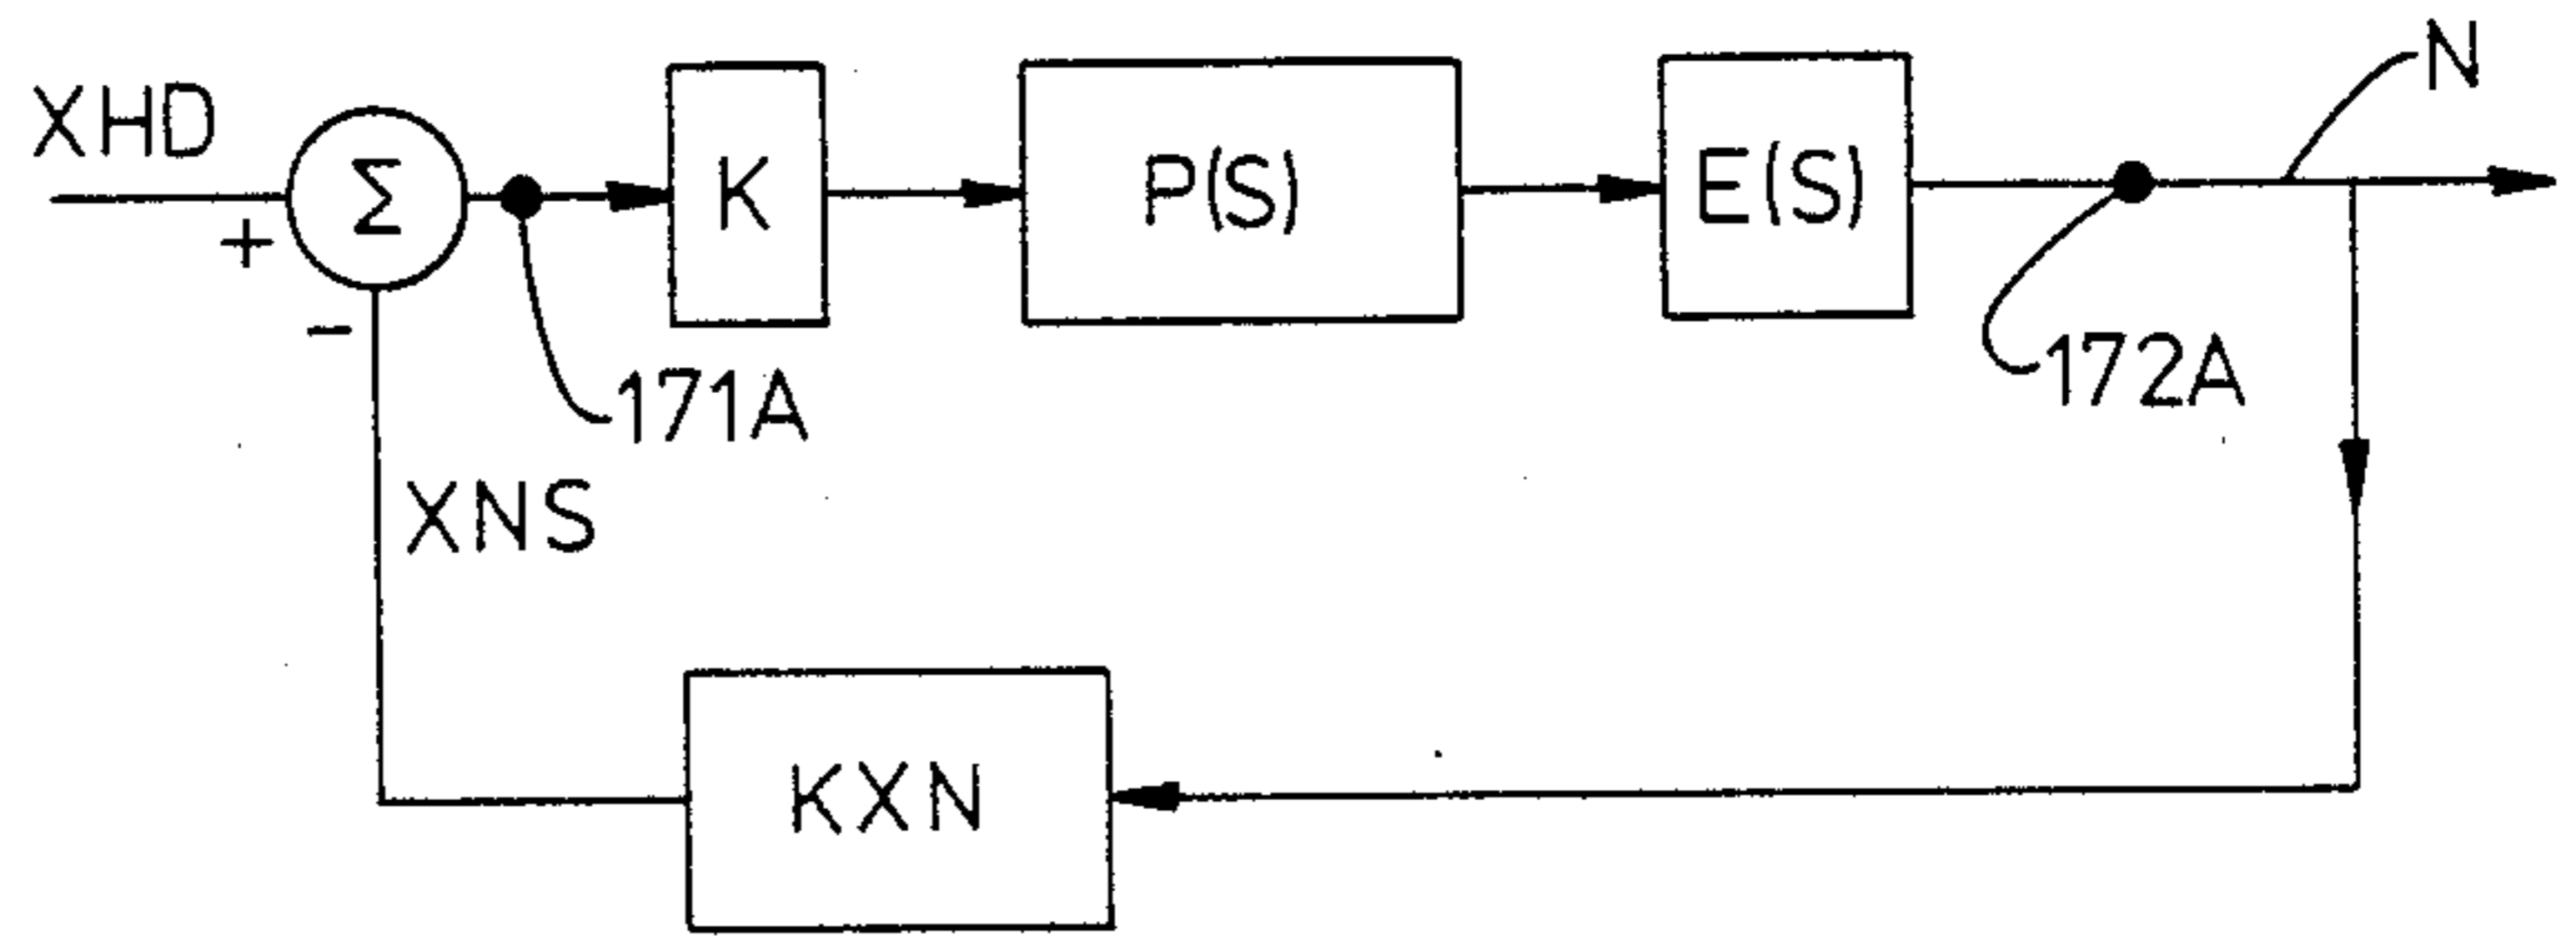 XHD
+
Σ
-
171A
K
P(S)
E(S)
N
172A
XNS
KXN